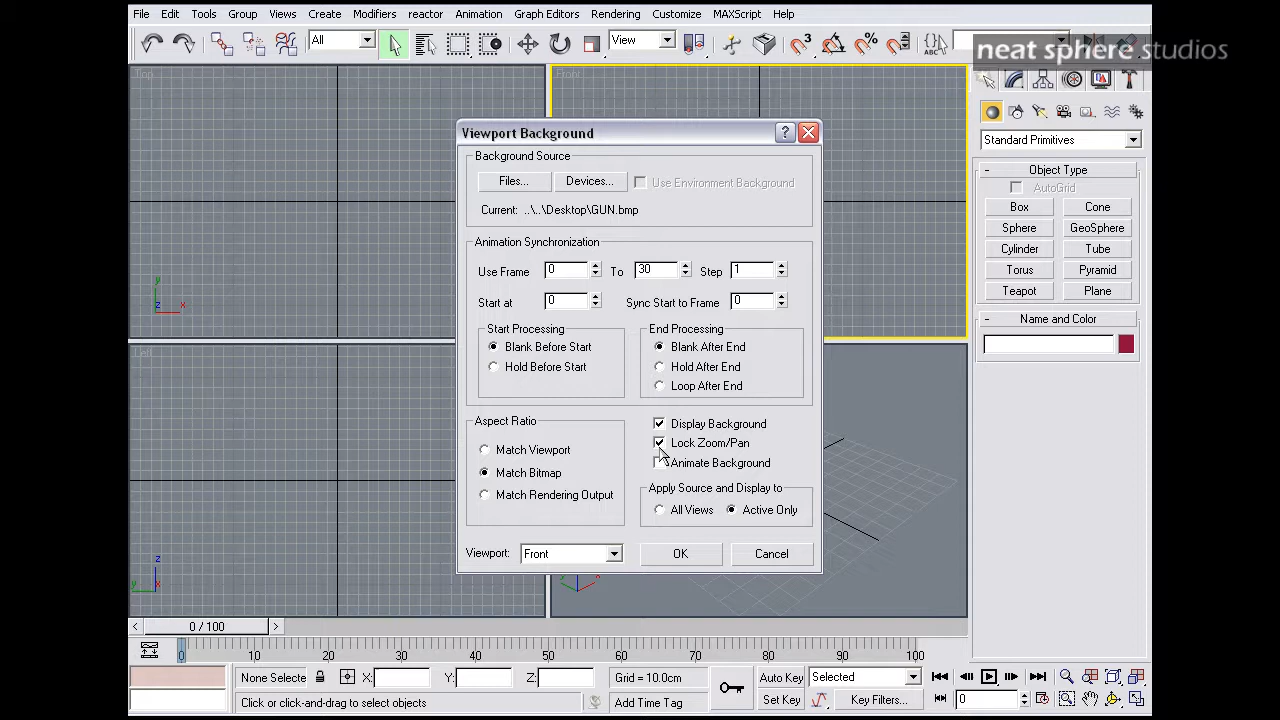 File Edit Tools Group Views Create Modifiers reactor Animation Graph Editors Rendering Customize MAXScript Help
All View ABC
neat sphere studios
Top Front
Viewport Background
Background Source
Files... Devices... Use Environment Background
Current: ..\..\Desktop\GUN.bmp
Animation Synchronization
Use Frame 0 To 30 Step 1
Start at 0 Sync Start to Frame 0
Start Processing End Processing
Blank Before Start Blank After End
Hold Before Start Hold After End
Loop After End
Aspect Ratio
Display Background
Match Viewport Lock Zoom/Pan
Match Bitmap Animate Background
Match Rendering Output
Apply Source and Display to
All Views Active Only
Viewport: Front OK Cancel
Standard Primitives
- Object Type
AutoGrid
Box Cone
Sphere GeoSphere
Cylinder Tube
Torus Pyramid
Teapot Plane
- Name and Color
Left
y
z x
z
y x
y x
< 0 / 100 >
0 10 20 30 40 50 60 70 80 90 100
None Selecte X: Y: Z: Grid = 10.0cm Auto Key Selected
Click or click-and-drag to select objects Add Time Tag Set Key Key Filters... 0